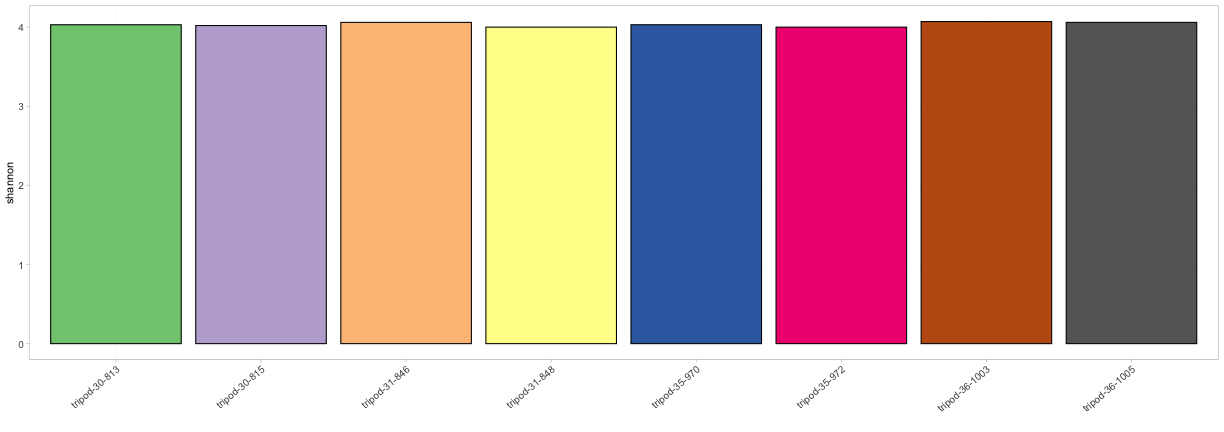 shannon
4
3
2
1
0
tripod-30-813
tripod-30-815
tripod-31-846
tripod-31-848
tripod-35-970
tripod-35-972
tripod-36-1003
tripod-36-1005